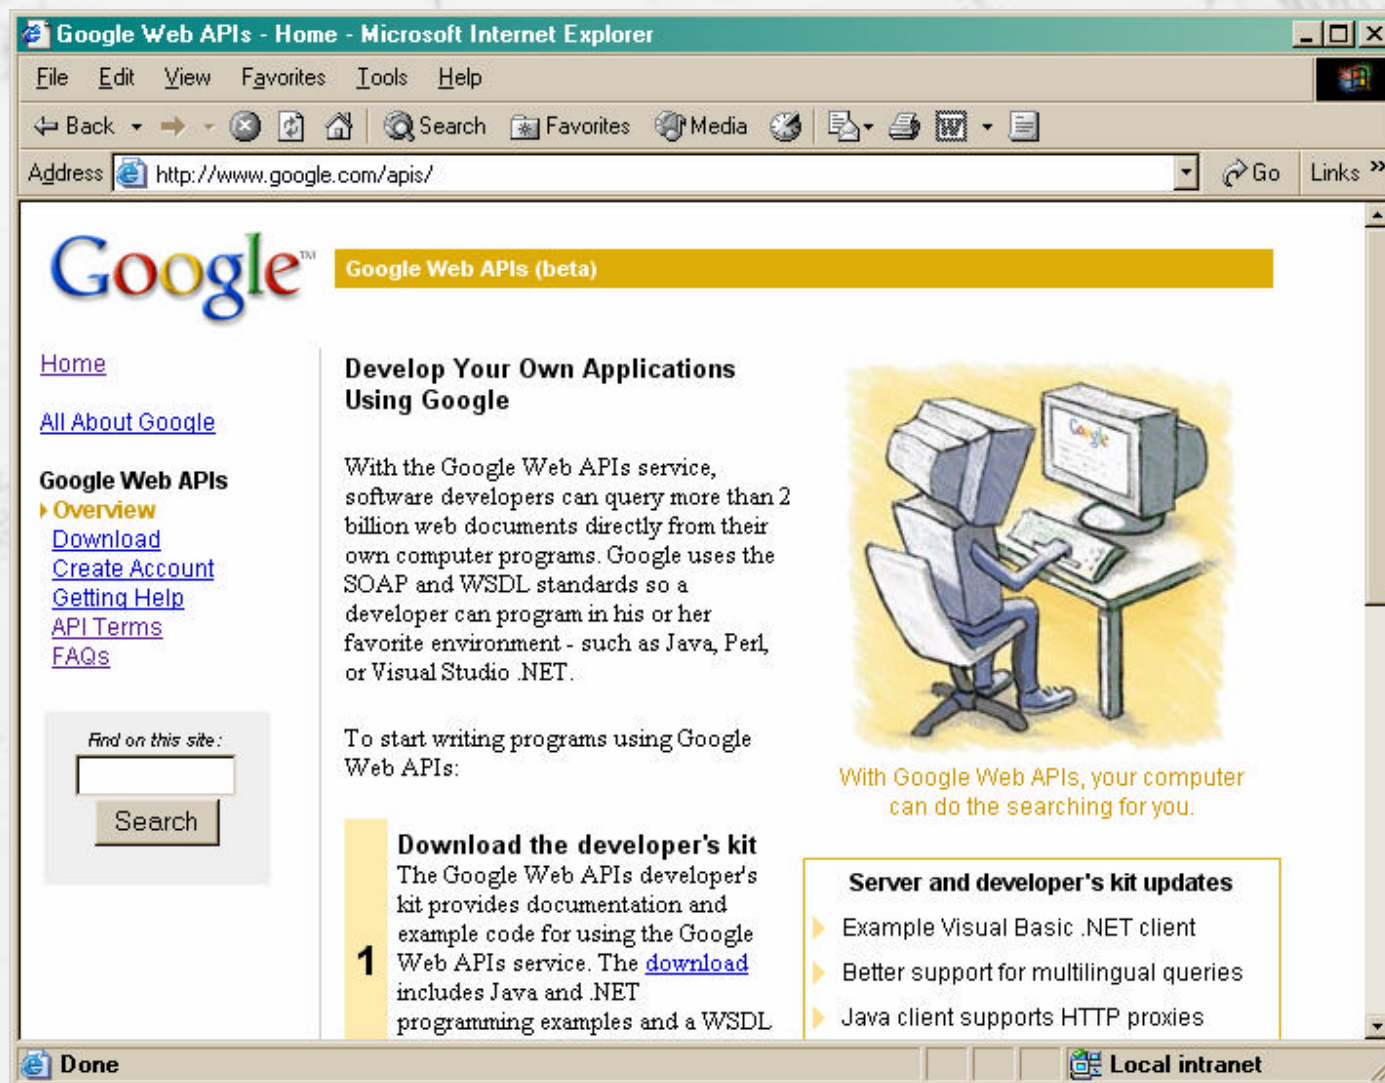 Google Web APIs - Home - Microsoft Internet Explorer
File Edit View Favorites Tools Help
Back Search Favorites Media
Address http://www.google.com/apis/ Go Links »
Google™
Google Web APIs (beta)
Home
All About Google
Google Web APIs
Overview
Download
Create Account
Getting Help
API Terms
FAQs
Find on this site:
Search
Develop Your Own Applications
Using Google
With the Google Web APIs service,
software developers can query more than 2
billion web documents directly from their
own computer programs. Google uses the
SOAP and WSDL standards so a
developer can program in his or her
favorite environment - such as Java, Perl,
or Visual Studio .NET.
To start writing programs using Google
Web APIs:
1
Download the developer's kit
The Google Web APIs developer's
kit provides documentation and
example code for using the Google
Web APIs service. The download
includes Java and .NET
programming examples and a WSDL
Google
With Google Web APIs, your computer
can do the searching for you.
Server and developer's kit updates
Example Visual Basic .NET client
Better support for multilingual queries
Java client supports HTTP proxies
Done
Local intranet